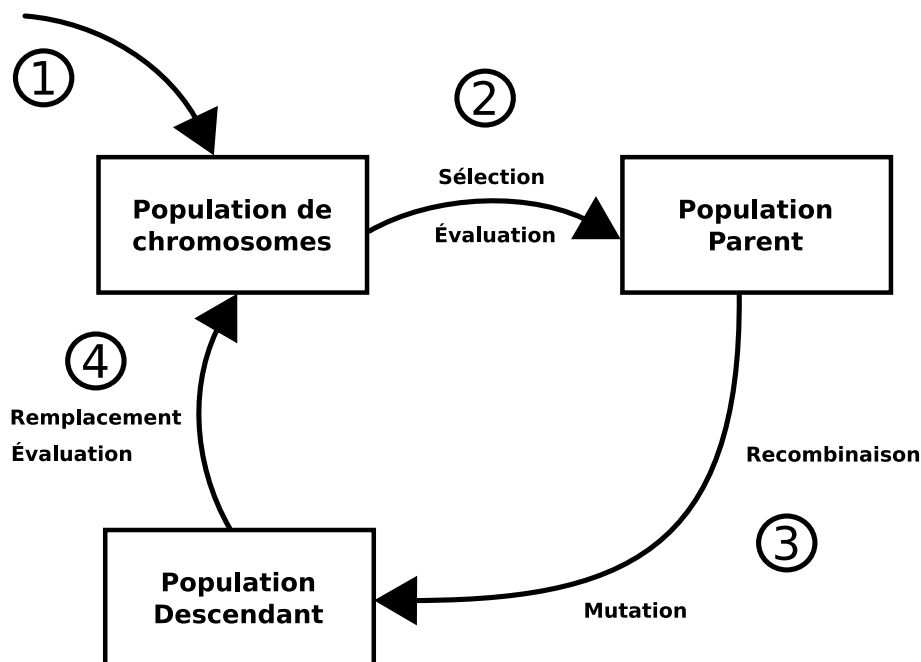 1
2
Sélection
Population de
chromosomes
Évaluation
Population
Parent
4
Remplacement
Évaluation
Recombinaison
3
Population
Descendant
Mutation